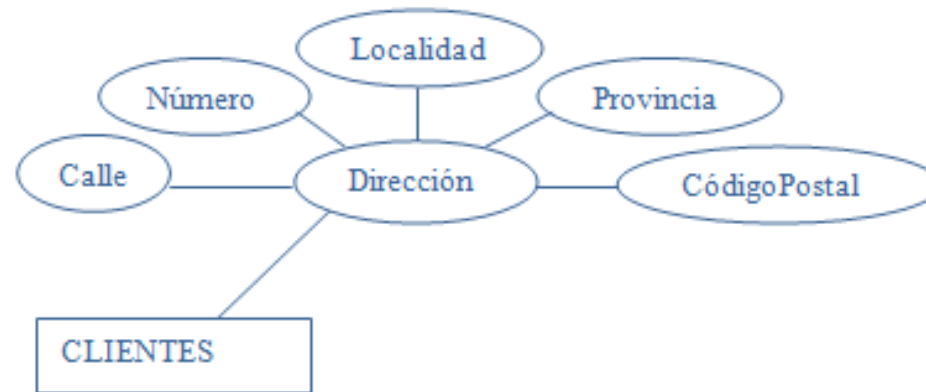 Localidad
Número
Provincia
Calle
Dirección
CódigoPostal
CLIENTES